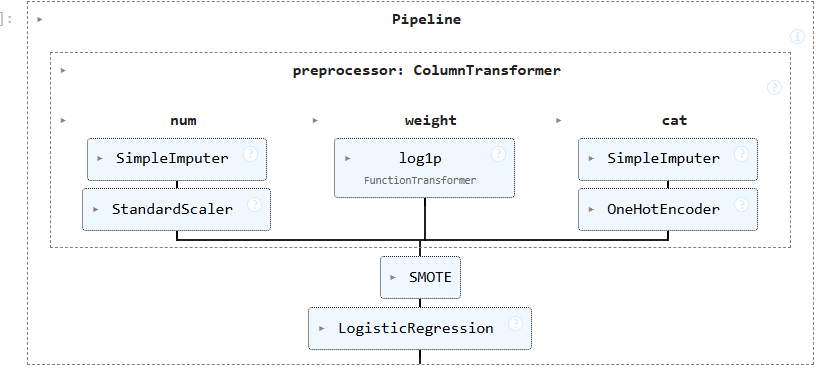 ]:
Pipeline
i
preprocessor: ColumnTransformer
?
num weight cat
SimpleImputer ? log1p ? SimpleImputer ?
FunctionTransformer
StandardScaler ? OneHotEncoder ?
SMOTE
LogisticRegression ?